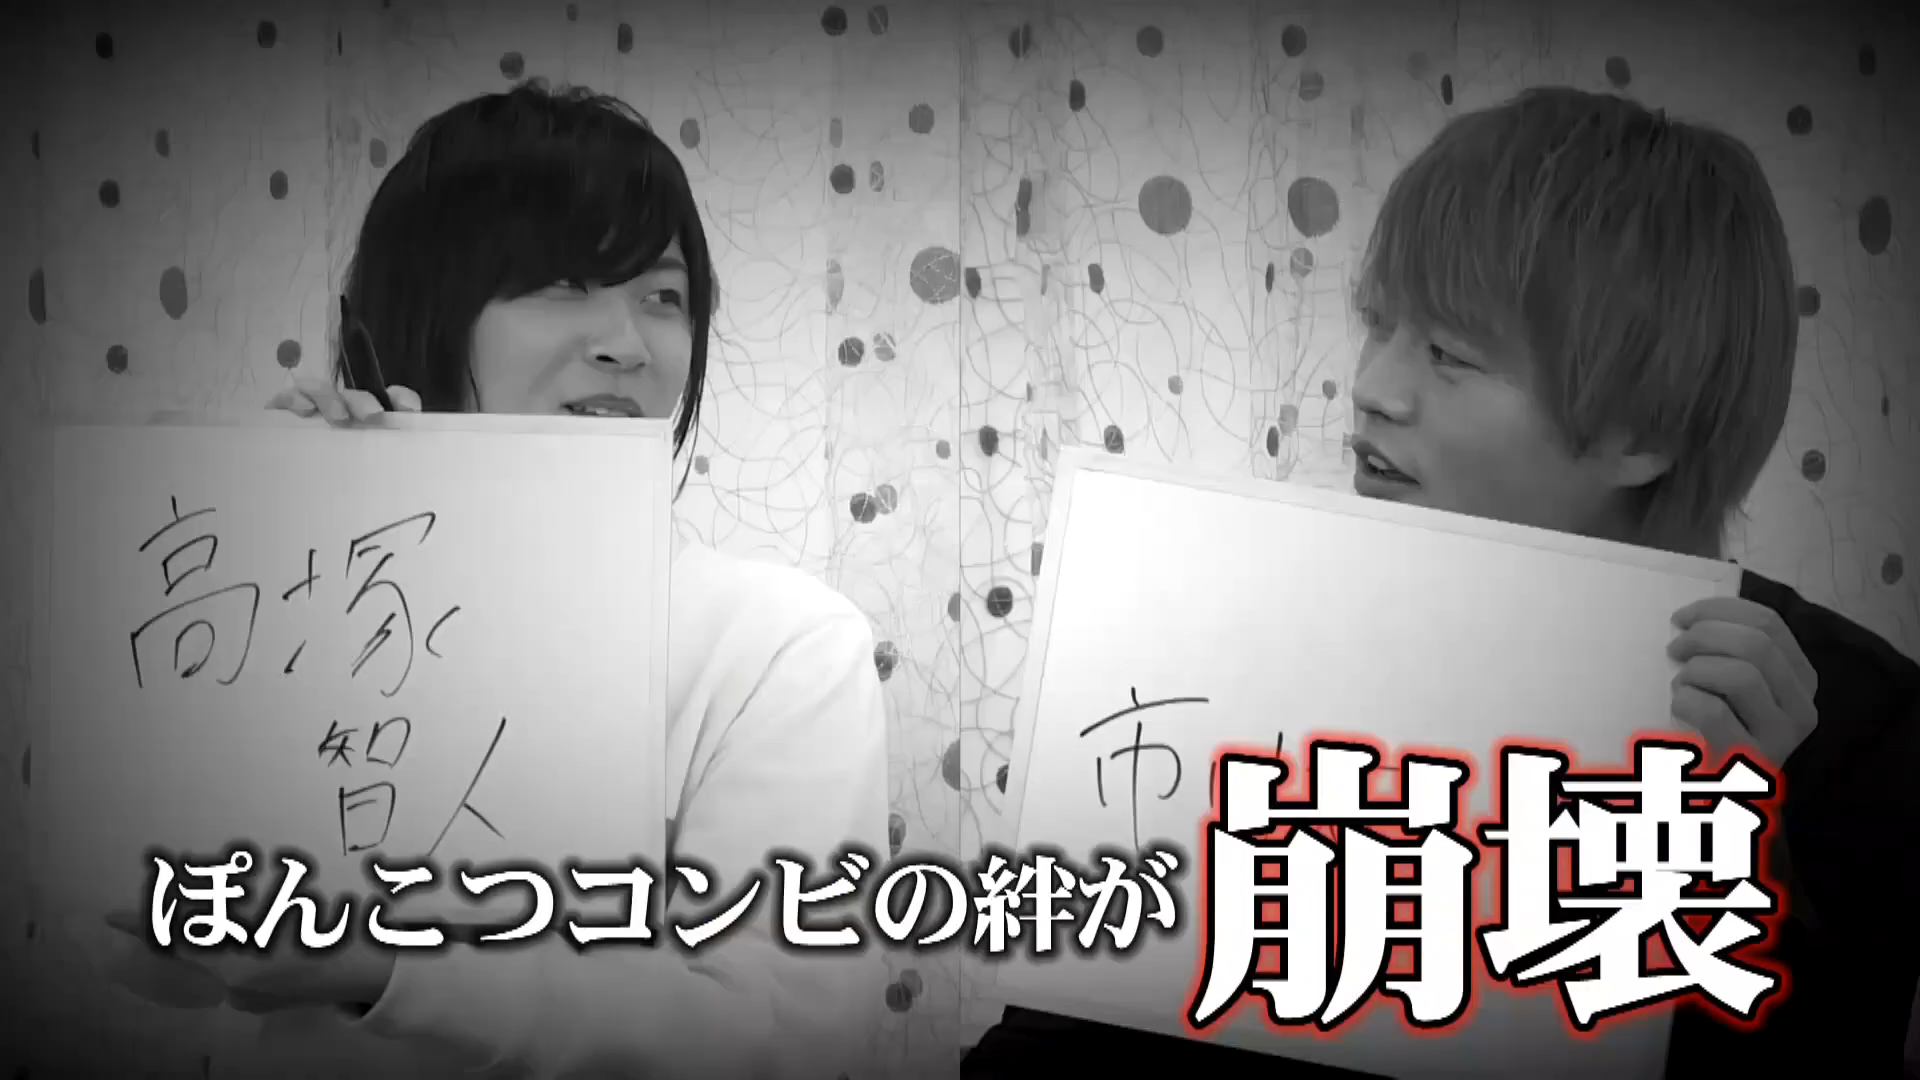 高塚
智人
市
ぽんこつコンビの絆が崩壊